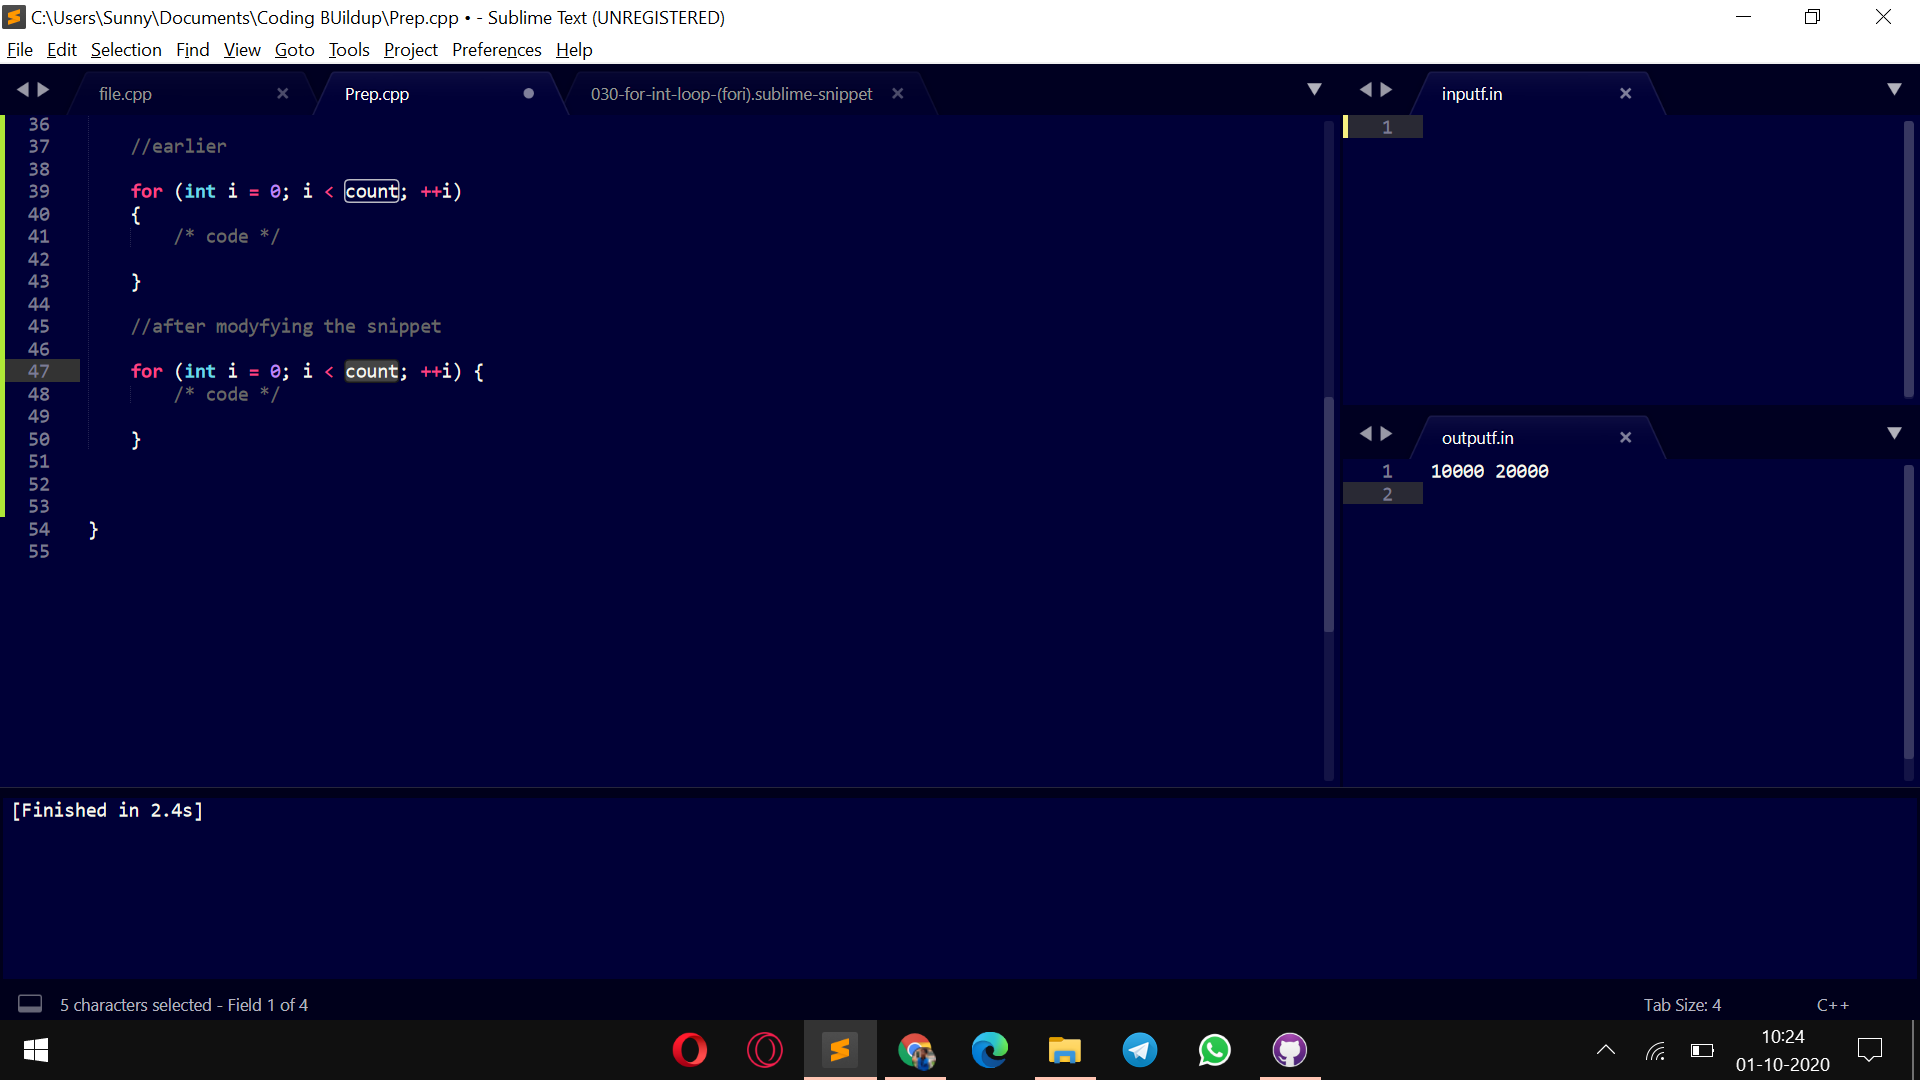 C:\Users\Sunny\Documents\Coding BUildup\Prep.cpp • - Sublime Text (UNREGISTERED)
File Edit Selection Find View Goto Tools Project Preferences Help
file.cpp Prep.cpp 030-for-int-loop-(fori).sublime-snippet
36
37 //earlier
38
39 for (int i = 0; i < count; ++i)
40 {
41 /* code */
42
43 }
44
45 //after modyfying the snippet
46
47 for (int i = 0; i < count; ++i) {
48 /* code */
49
50 }
51
52
53
54 }
55
inputf.in
1
outputf.in
1 10000 20000
2
[Finished in 2.4s]
5 characters selected - Field 1 of 4
Tab Size: 4 C++
10:24
01-10-2020